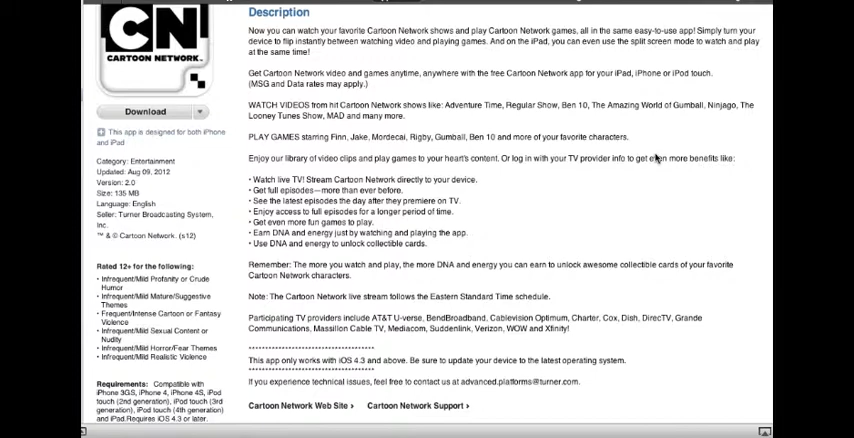 CN
CARTOON NETWORK™
Download
This app is designed for both iPhone
and iPad
Category: Entertainment
Updated: Aug 09, 2012
Version: 2.0
Size: 135 MB
Language: English
Seller: Turner Broadcasting System,
Inc.
™ & © Cartoon Network. (s12)
Rated 12+ for the following:
• Infrequent/Mild Profanity or Crude
Humor
• Infrequent/Mild Mature/Suggestive
Themes
• Frequent/Intense Cartoon or Fantasy
Violence
• Infrequent/Mild Sexual Content or
Nudity
• Infrequent/Mild Horror/Fear Themes
• Infrequent/Mild Realistic Violence
Requirements: Compatible with
iPhone 3GS, iPhone 4, iPhone 4S, iPod
touch (2nd generation), iPod touch (3rd
generation), iPod touch (4th generation)
and iPad.Requires iOS 4.3 or later.
Description
Now you can watch your favorite Cartoon Network shows and play Cartoon Network games, all in the same easy-to-use app! Simply turn your
device to flip instantly between watching video and playing games. And on the iPad, you can even use the split screen mode to watch and play
at the same time!
Get Cartoon Network video and games anytime, anywhere with the free Cartoon Network app for your iPad, iPhone or iPod touch.
(MSG and Data rates may apply.)
WATCH VIDEOS from hit Cartoon Network shows like: Adventure Time, Regular Show, Ben 10, The Amazing World of Gumball, Ninjago, The
Looney Tunes Show, MAD and many more.
PLAY GAMES starring Finn, Jake, Mordecai, Rigby, Gumball, Ben 10 and more of your favorite characters.
Enjoy our library of video clips and play games to your heart's content. Or log in with your TV provider info to get even more benefits like:
• Watch live TV! Stream Cartoon Network directly to your device.
• Get full episodes—more than ever before.
• See the latest episodes the day after they premiere on TV.
• Enjoy access to full episodes for a longer period of time.
• Get even more fun games to play.
• Earn DNA and energy just by watching and playing the app.
• Use DNA and energy to unlock collectible cards.
Remember: The more you watch and play, the more DNA and energy you can earn to unlock awesome collectible cards of your favorite
Cartoon Network characters.
Note: The Cartoon Network live stream follows the Eastern Standard Time schedule.
Participating TV providers include AT&T U-verse, BendBroadband, Cablevision Optimum, Charter, Cox, Dish, DirecTV, Grande
Communications, Massillon Cable TV, Mediacom, Suddenlink, Verizon, WOW and Xfinity!
************************************
This app only works with iOS 4.3 and above. Be sure to update your device to the latest operating system.
************************************
If you experience technical issues, feel free to contact us at advanced.platforms@turner.com.
Cartoon Network Web Site › Cartoon Network Support ›